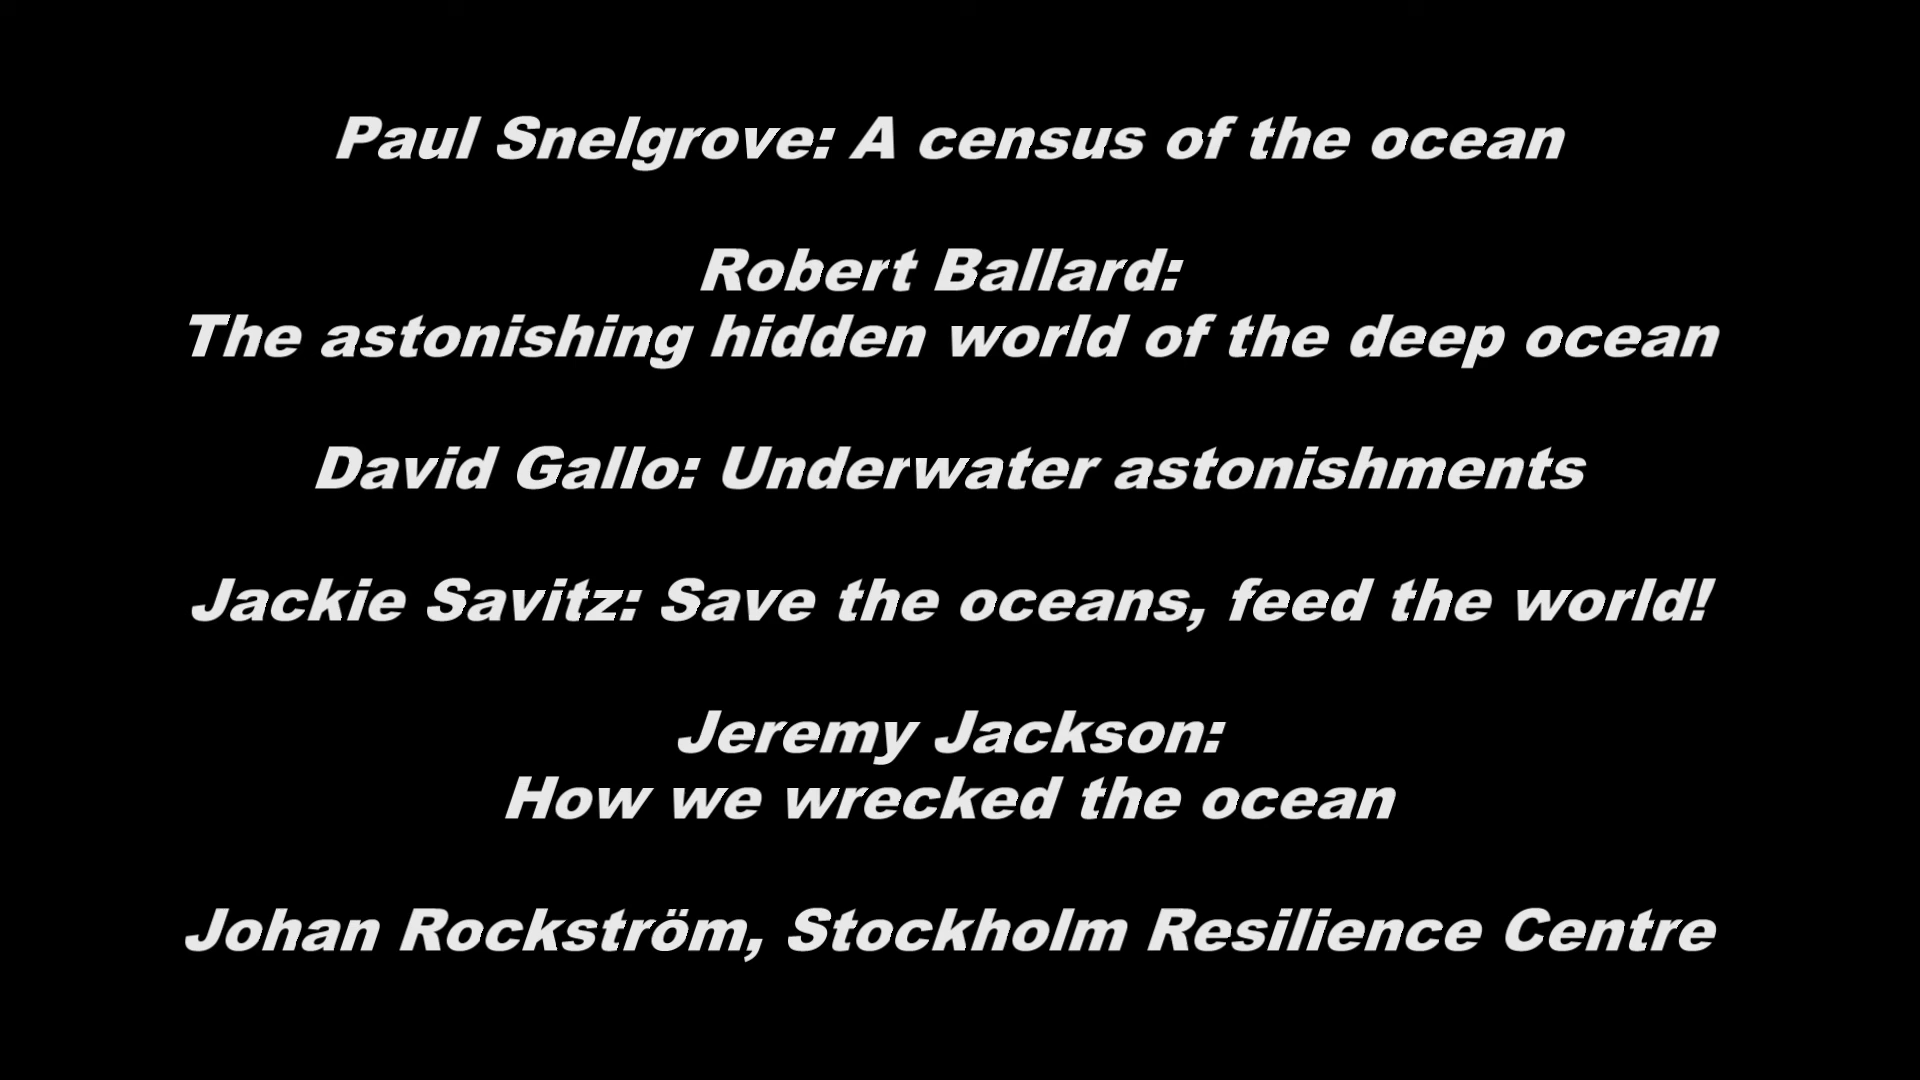 Paul Snelgrove: A census of the ocean
Robert Ballard:
The astonishing hidden world of the deep ocean
David Gallo: Underwater astonishments
Jackie Savitz: Save the oceans, feed the world!
Jeremy Jackson:
How we wrecked the ocean
Johan Rockström, Stockholm Resilience Centre